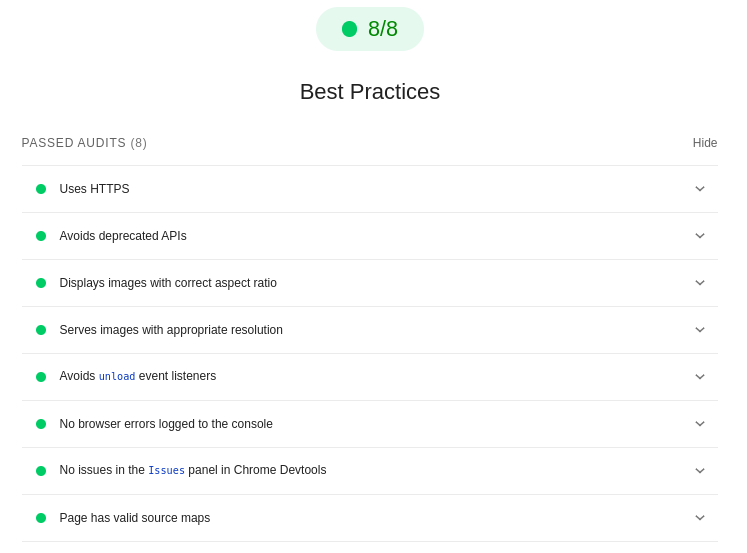 8/8
Best Practices
PASSED AUDITS (8) Hide
Uses HTTPS
Avoids deprecated APIs
Displays images with correct aspect ratio
Serves images with appropriate resolution
Avoids unload event listeners
No browser errors logged to the console
No issues in the Issues panel in Chrome Devtools
Page has valid source maps